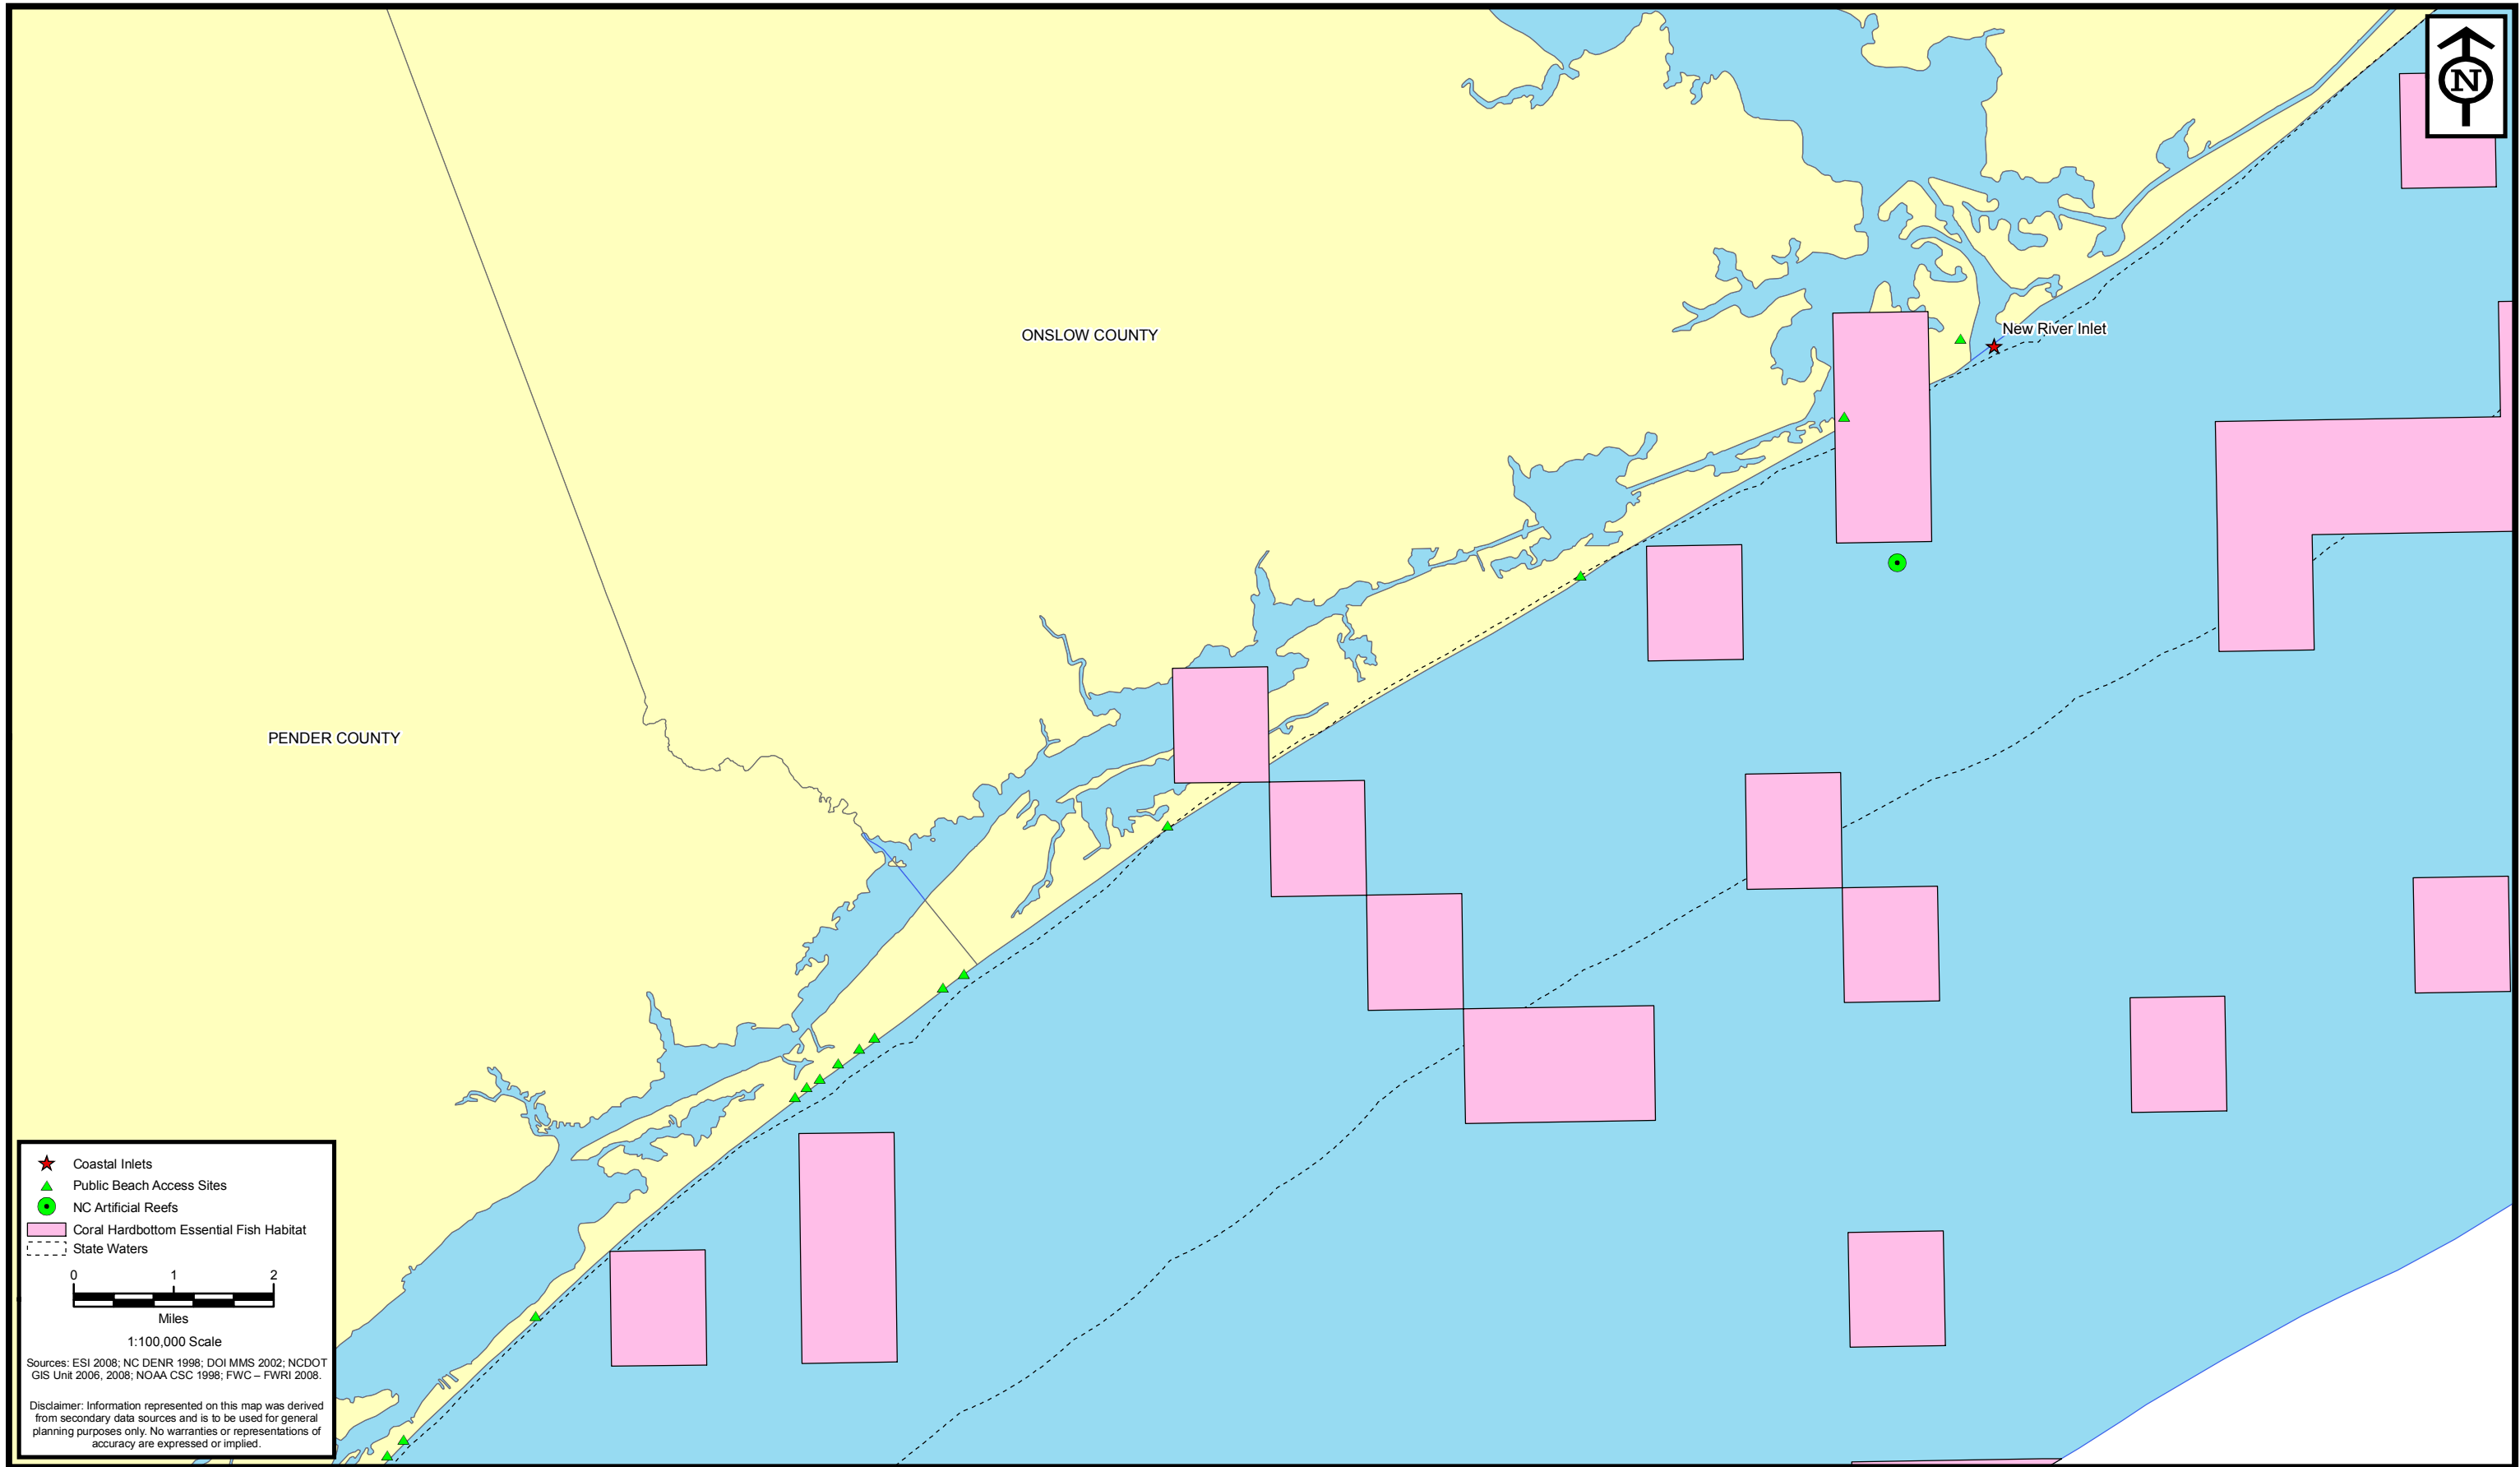 N
ONSLOW COUNTY
New River Inlet
PENDER COUNTY
Coastal Inlets
Public Beach Access Sites
NC Artificial Reefs
Coral Hardbottom Essential Fish Habitat
State Waters
0 1 2
Miles
1:100,000 Scale
Sources: ESI 2008; NC DENR 1998; DOI MMS 2002; NCDOT
GIS Unit 2006, 2008; NOAA CSC 1998; FWC – FWRI 2008.
Disclaimer: Information represented on this map was derived
from secondary data sources and is to be used for general
planning purposes only. No warranties or representations of
accuracy are expressed or implied.